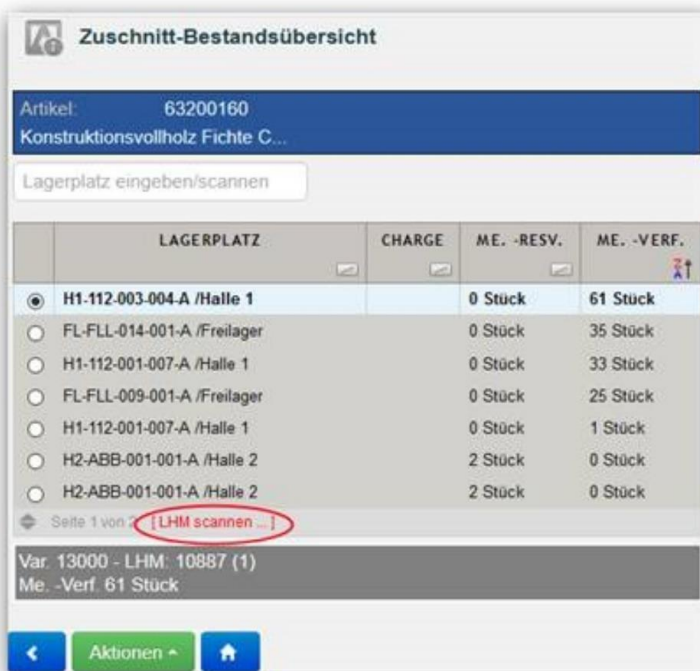 Zuschnitt-Bestandsübersicht
Artikel: 63200160
Konstruktionsvollholz Fichte C...
Lagerplatz eingeben/scannen
LAGERPLATZ CHARGE ME. -RESV. ME. -VERF.
H1-112-003-004-A /Halle 1 0 Stück 61 Stück
FL-FLL-014-001-A /Freilager 0 Stück 35 Stück
H1-112-001-007-A /Halle 1 0 Stück 33 Stück
FL-FLL-009-001-A /Freilager 0 Stück 25 Stück
H1-112-001-007-A /Halle 1 0 Stück 1 Stück
H2-ABB-001-001-A /Halle 2 2 Stück 0 Stück
H2-ABB-001-001-A /Halle 2 2 Stück 0 Stück
Seite 1 von 2 [ LHM scannen ... ]
Var. 13000 - LHM: 10887 (1)
Me. -Verf. 61 Stück
Aktionen